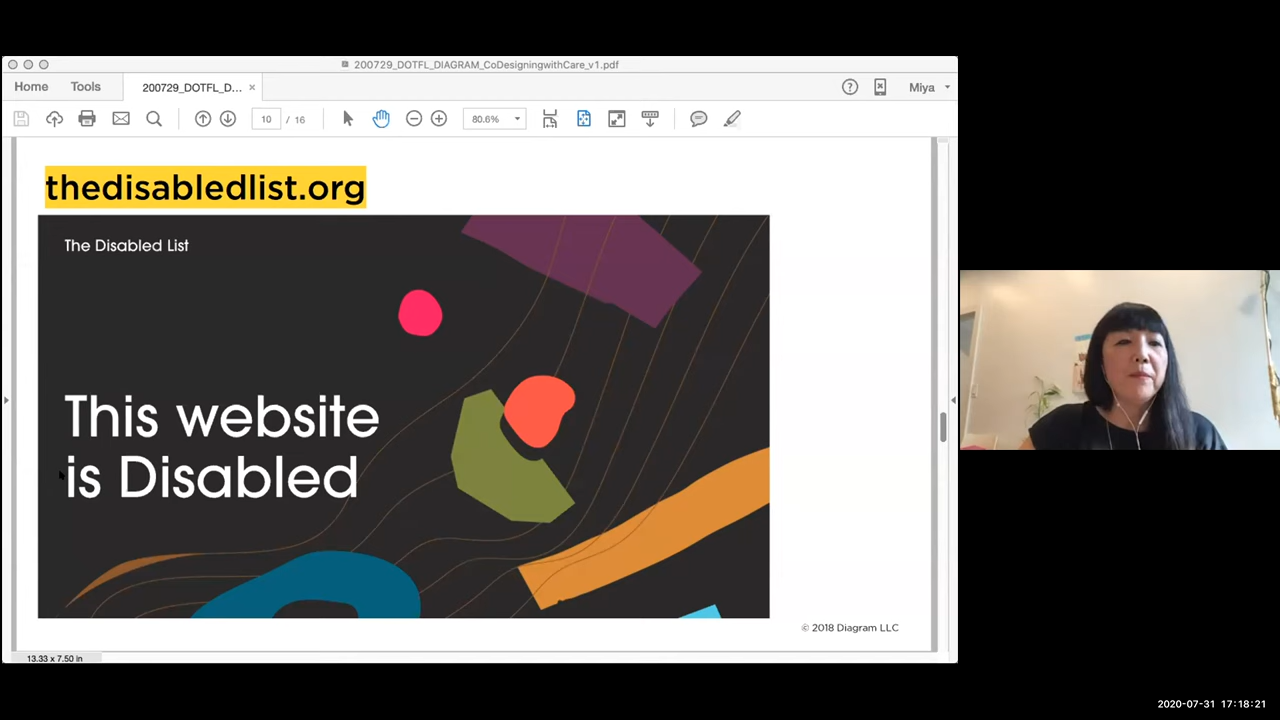 200729_DOTFL_DIAGRAM_CoDesigningwithCare_v1.pdf
Home
Tools
200729_DOTFL_D...
Miya
10 / 16
80.6%
thedisabledlist.org
The Disabled List
This website
is Disabled
© 2018 Diagram LLC
13.33 x 7.50 in
2020-07-31 17:18:21